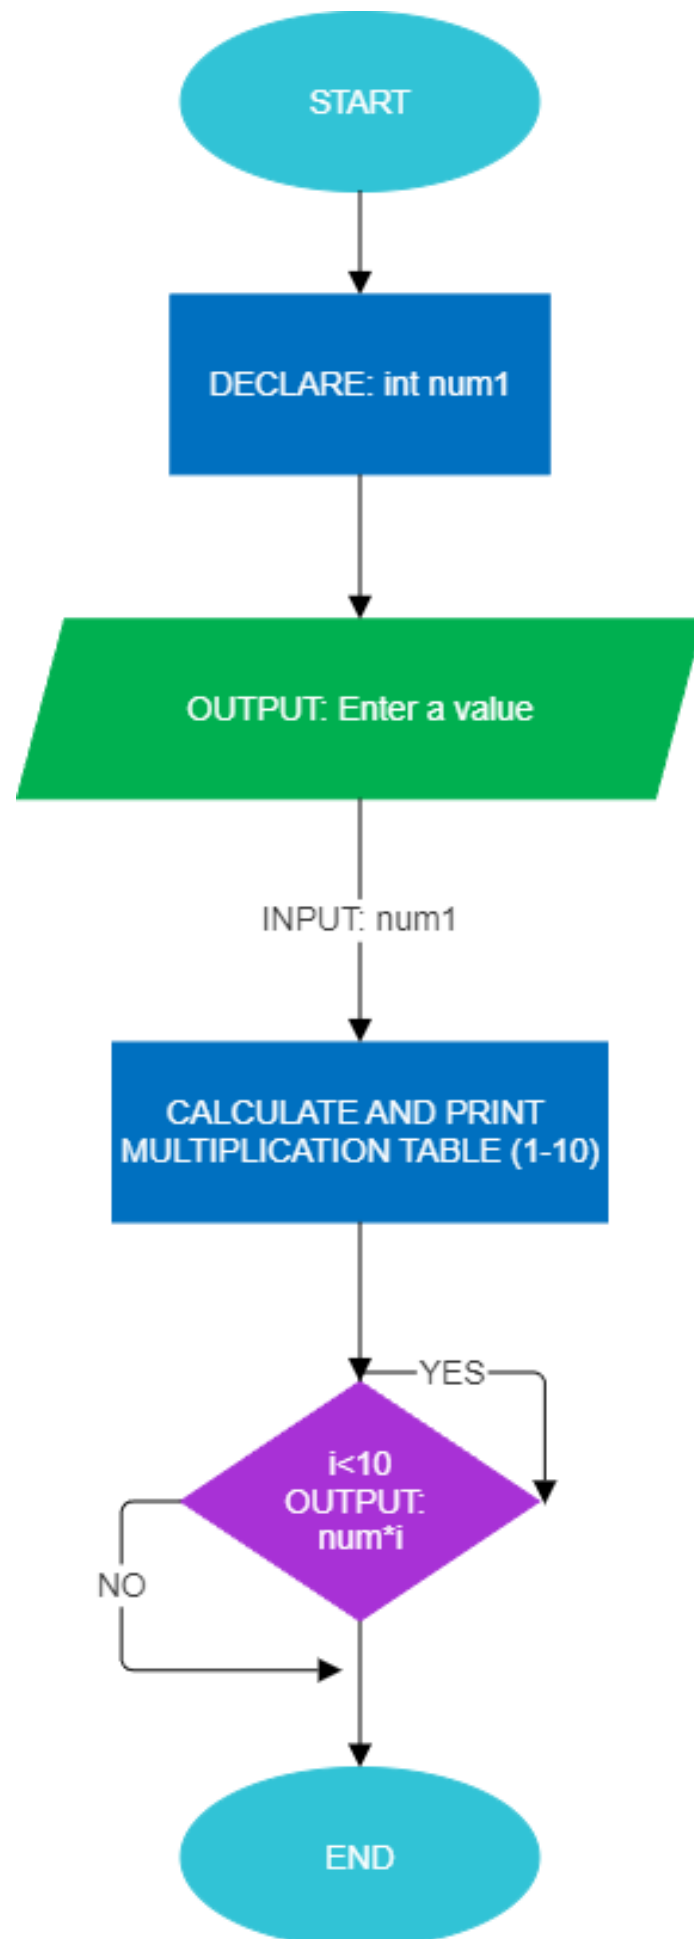 START
DECLARE: int num1
OUTPUT: Enter a value
INPUT: num1
CALCULATE AND PRINT
MULTIPLICATION TABLE (1-10)
YES
i<10
OUTPUT:
num*i
NO
END